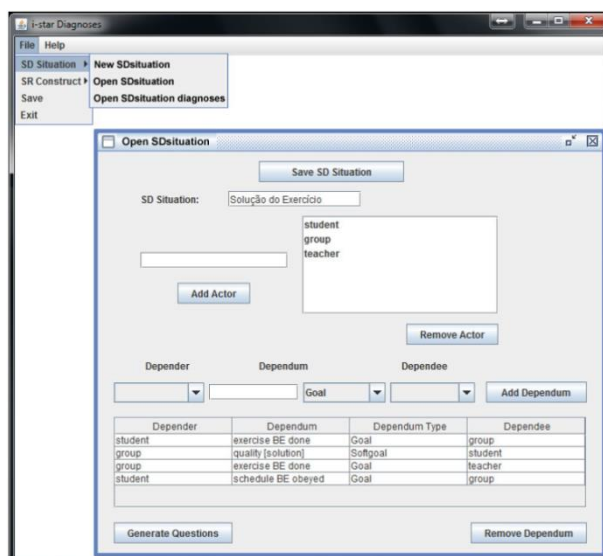 i-star Diagnoses
File Help
SD Situation New SDsituation
SR Construct Open SDsituation
Save Open SDsituation diagnoses
Exit
Open SDsituation
Save SD Situation
SD Situation: Solução do Exercício
student
group
teacher
Add Actor
Remove Actor
Depender Dependum Dependee
Goal Add Dependum
Depender Dependum Dependum Type Dependee
student exercise BE done Goal group
group quality [solution] Softgoal student
group exercise BE done Goal teacher
student schedule BE obeyed Goal group
Generate Questions Remove Dependum